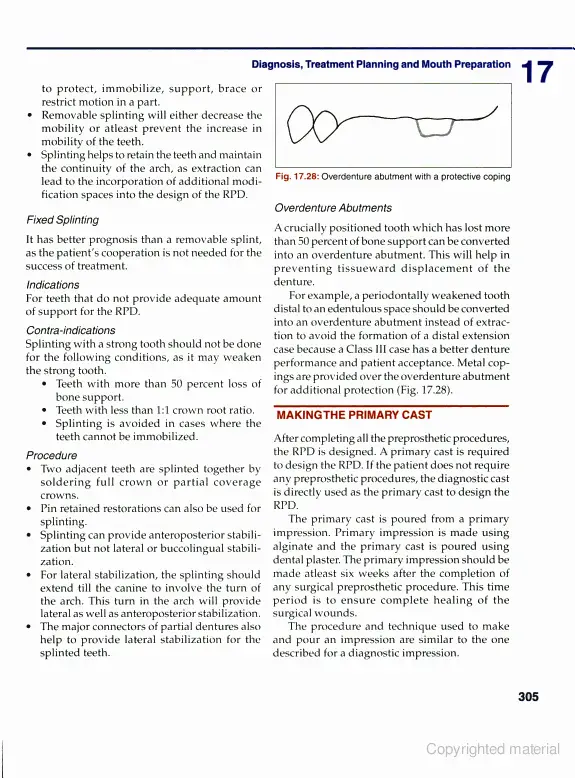 Diagnosis, Treatment Planning and Mouth Preparation 17
to protect, immobilize, support, brace or
restrict motion in a part.
• Removable splinting will either decrease the
mobility or atleast prevent the increase in
mobility of the teeth.
• Splinting helps to retain the teeth and maintain
the continuity of the arch, as extraction can
lead to the incorporation of additional modi-
fication spaces into the design of the RPD.
Fixed Splinting
It has better prognosis than a removable splint,
as the patient's cooperation is not needed for the
success of treatment.
Indications
For teeth that do not provide adequate amount
of support for the RPD.
Contra-indications
Splinting with a strong tooth should not be done
for the following conditions, as it may weaken
the strong tooth.
• Teeth with more than 50 percent loss of
bone support.
• Teeth with less than 1:1 crown root ratio.
• Splinting is avoided in cases where the
teeth cannot be immobilized.
Procedure
• Two adjacent teeth are splinted together by
soldering full crown or partial coverage
crowns.
• Pin retained restorations can also be used for
splinting.
• Splinting can provide anteroposterior stabili-
zation but not lateral or buccolingual stabili-
zation.
• For lateral stabilization, the splinting should
extend till the canine to involve the turn of
the arch. This turn in the arch will provide
lateral as well as anteroposterior stabilization.
• The major connectors of partial dentures also
help to provide lateral stabilization for the
splinted teeth.
Fig. 17.28: Overdenture abutment with a protective coping
Overdenture Abutments
A crucially positioned tooth which has lost more
than 50 percent of bone support can be converted
into an overdenture abutment. This will help in
preventing tissueward displacement of the
denture.
For example, a periodontally weakened tooth
distal to an edentulous space should be converted
into an overdenture abutment instead of extrac-
tion to avoid the formation of a distal extension
case because a Class III case has a better denture
performance and patient acceptance. Metal cop-
ings are provided over the overdenture abutment
for additional protection (Fig. 17.28).
MAKING THE PRIMARY CAST
After completing all the preprosthetic procedures,
the RPD is designed. A primary cast is required
to design the RPD. If the patient does not require
any preprosthetic procedures, the diagnostic cast
is directly used as the primary cast to design the
RPD.
The primary cast is poured from a primary
impression. Primary impression is made using
alginate and the primary cast is poured using
dental plaster. The primary impression should be
made atleast six weeks after the completion of
any surgical preprosthetic procedure. This time
period is to ensure complete healing of the
surgical wounds.
The procedure and technique used to make
and pour an impression are similar to the one
described for a diagnostic impression.
305
Copyrighted material